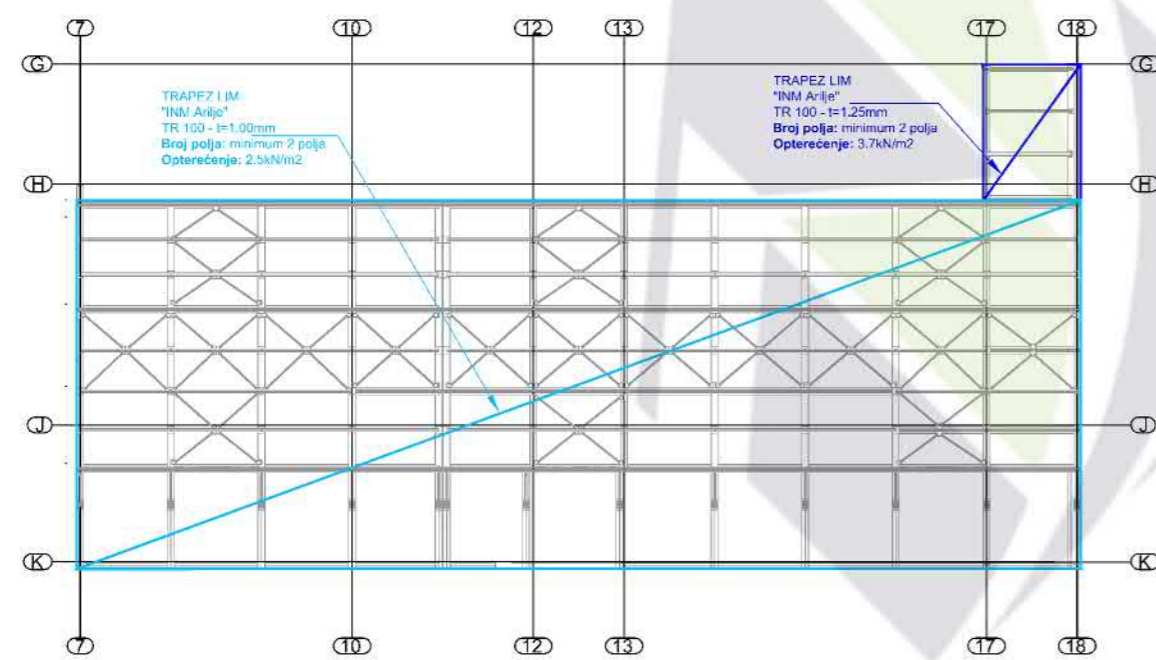 7 10 12 13 17 18
G G
TRAPEZ LIM
"INM Arilje"
TR 100 - t=1.00mm
Broj polja: minimum 2 polja
Opterećenje: 2.5kN/m2
TRAPEZ LIM
"INM Arilje"
TR 100 - t=1.25mm
Broj polja: minimum 2 polja
Opterećenje: 3.7kN/m2
H H
J J
K K
7 10 12 13 17 18